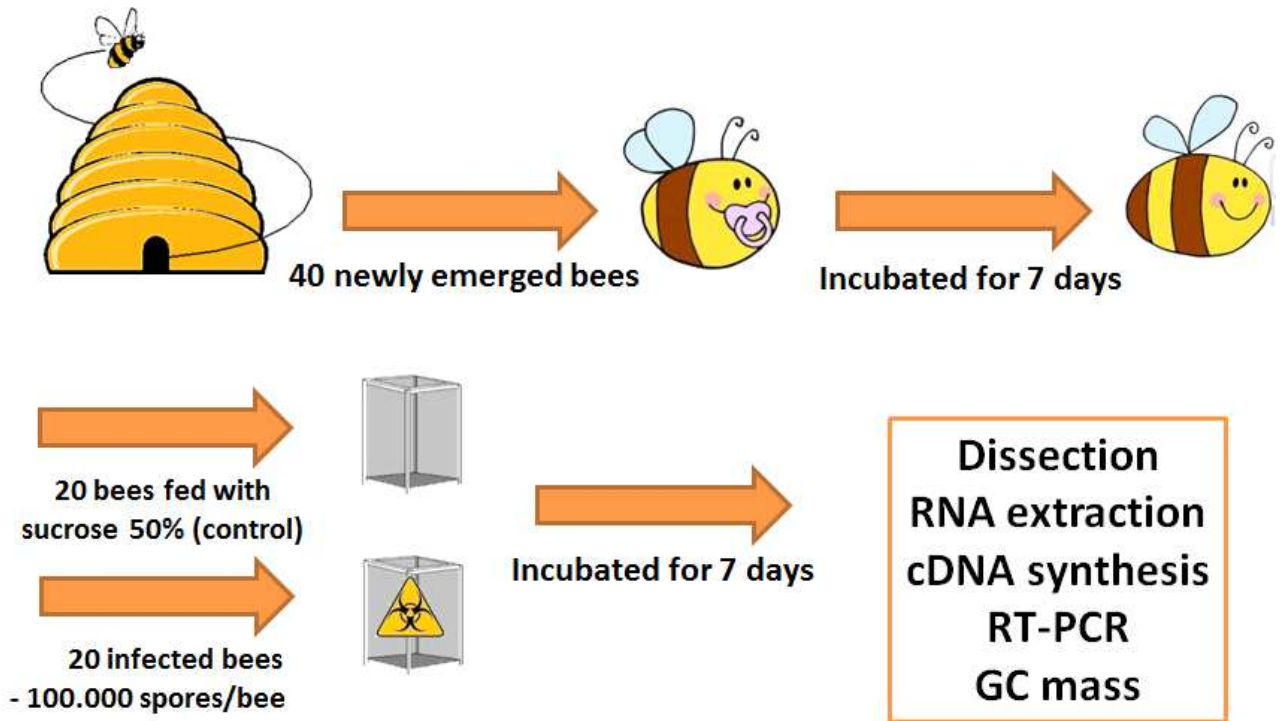 40 newly emerged bees
Incubated for 7 days
20 bees fed with
sucrose 50% (control)
20 infected bees
- 100.000 spores/bee
Incubated for 7 days
Dissection
RNA extraction
cDNA synthesis
RT-PCR
GC mass